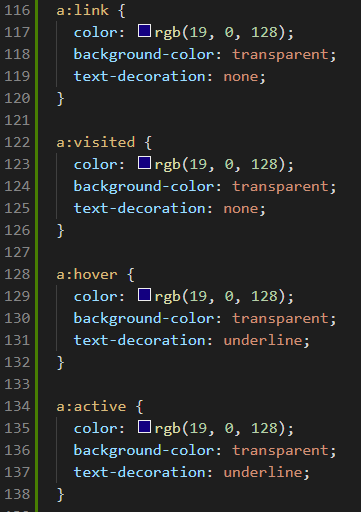 116 a:link {
117   color: rgb(19, 0, 128);
118   background-color: transparent;
119   text-decoration: none;
120 }
121
122 a:visited {
123   color: rgb(19, 0, 128);
124   background-color: transparent;
125   text-decoration: none;
126 }
127
128 a:hover {
129   color: rgb(19, 0, 128);
130   background-color: transparent;
131   text-decoration: underline;
132 }
133
134 a:active {
135   color: rgb(19, 0, 128);
136   background-color: transparent;
137   text-decoration: underline;
138 }